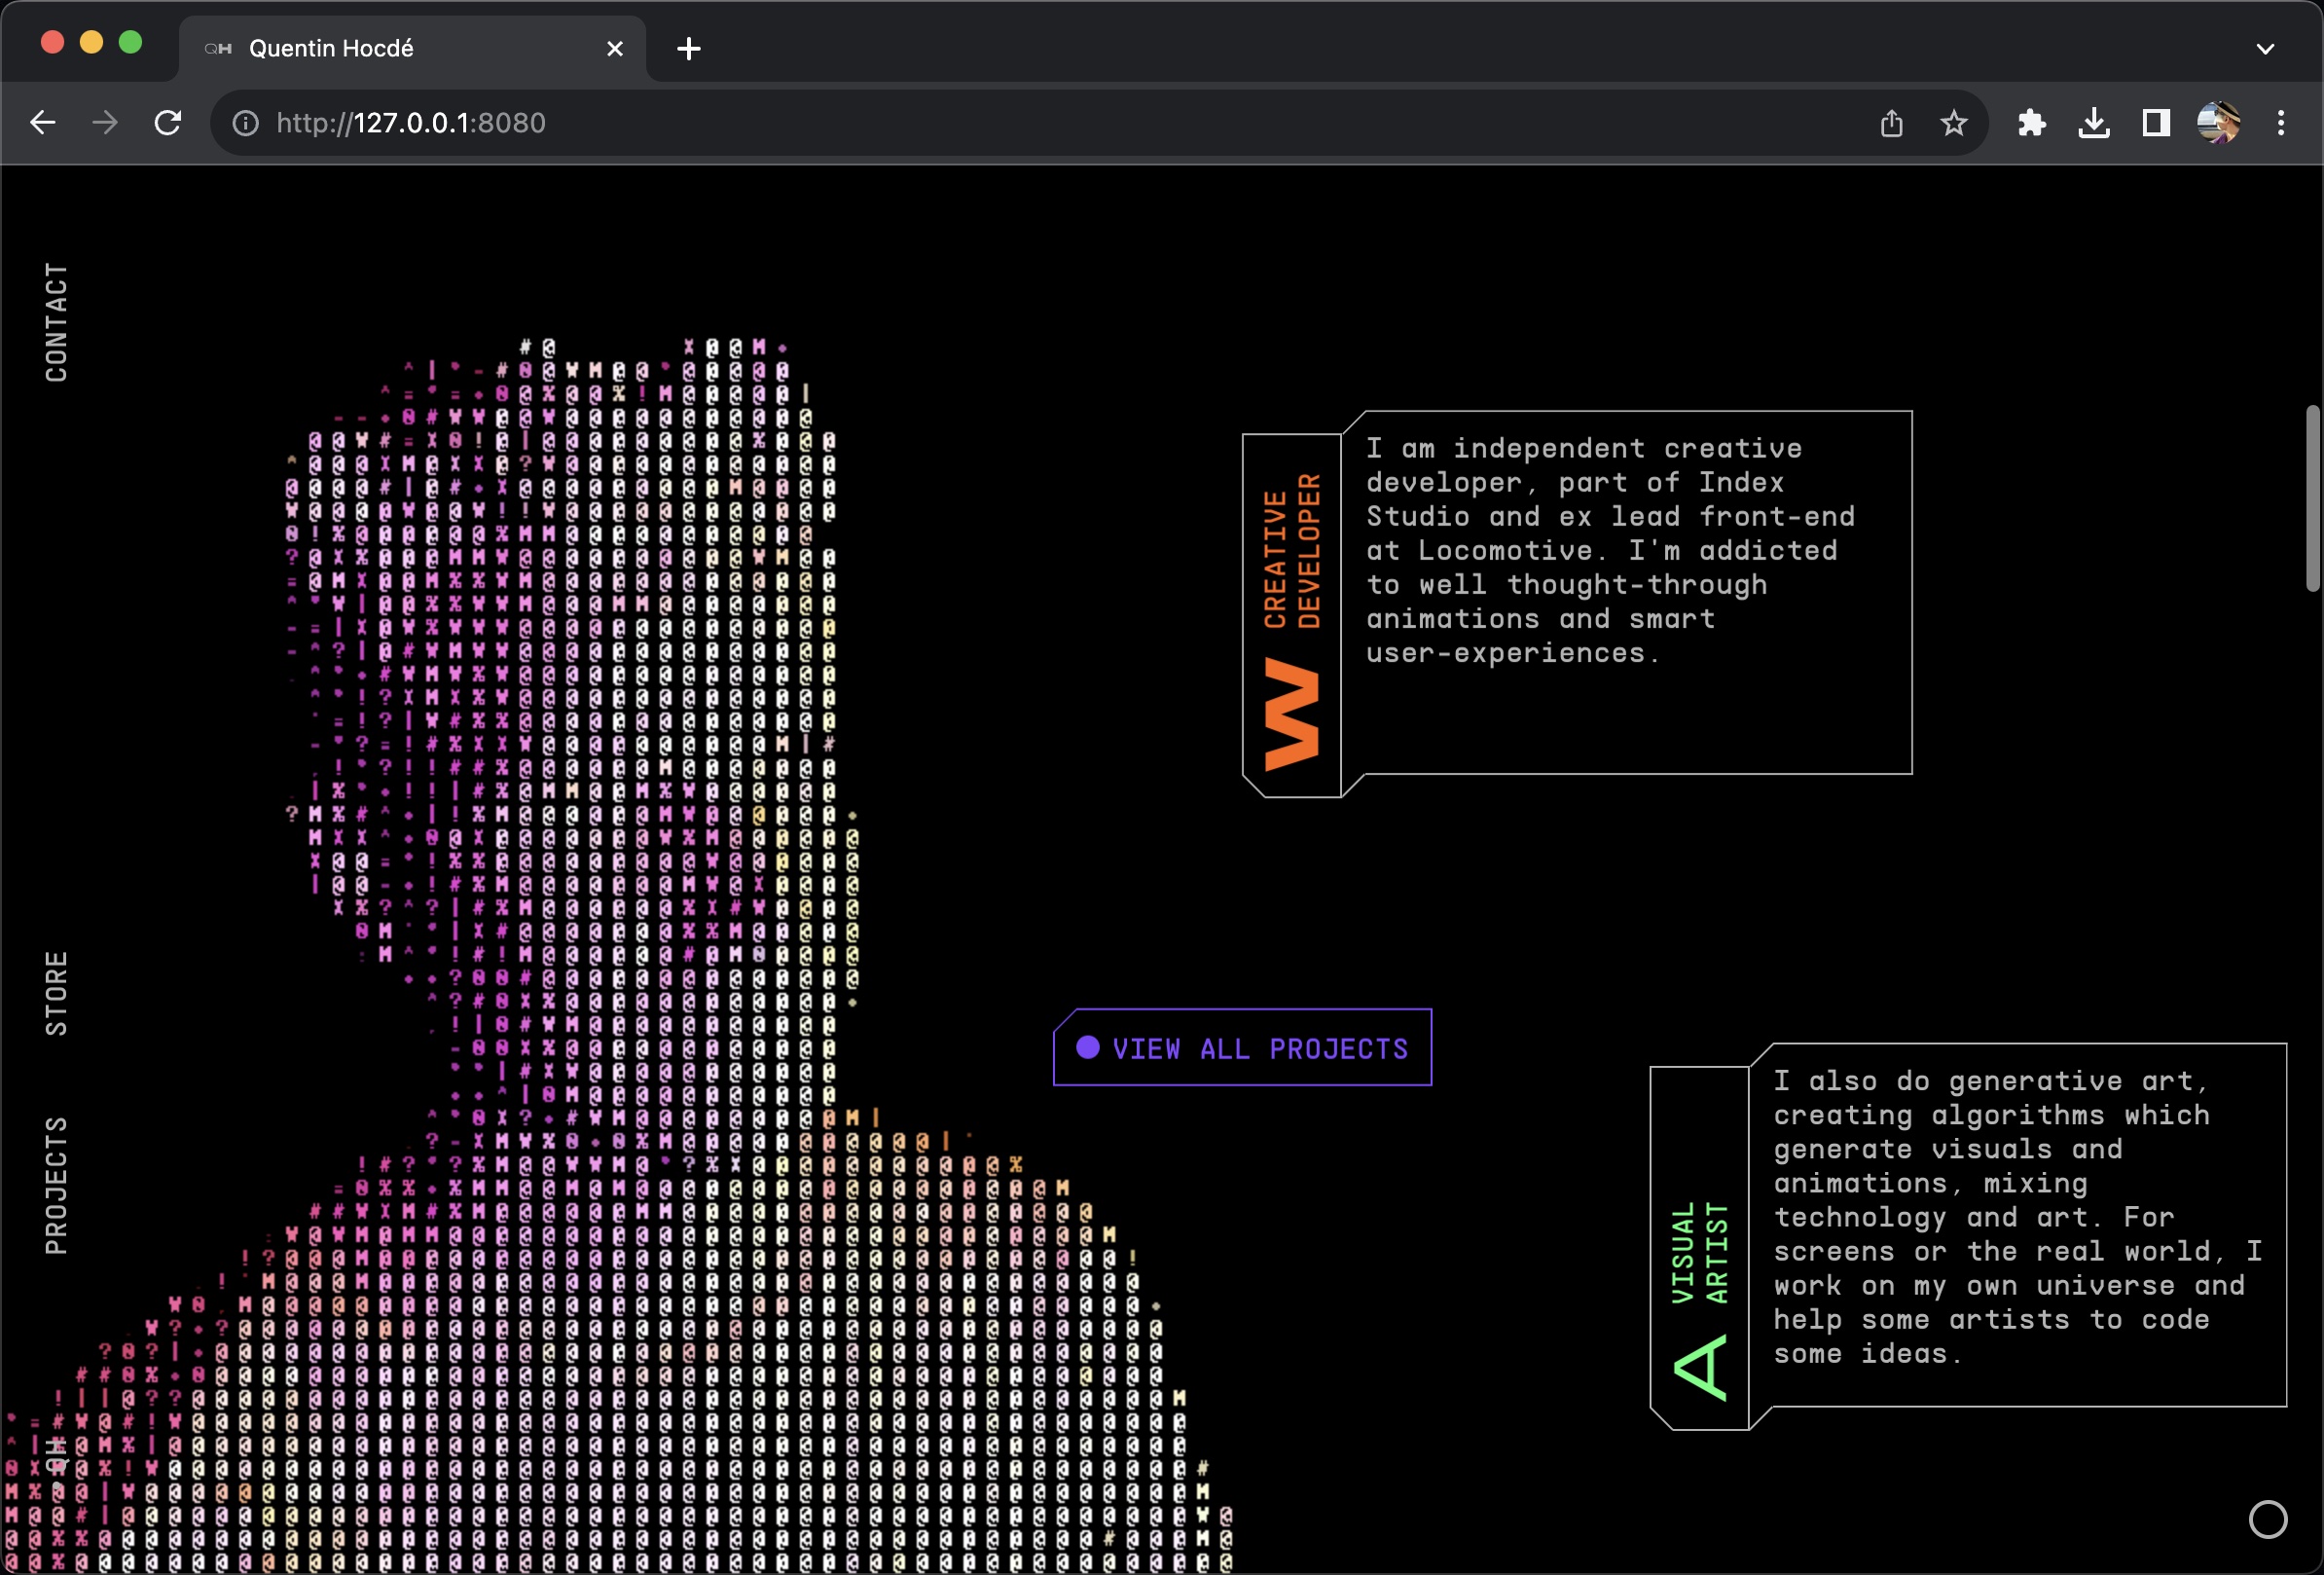 QH Quentin Hocdé
http://127.0.0.1:8080
CONTACT
STORE
PROJECTS
QH
W CREATIVE
DEVELOPER
I am independent creative
developer, part of Index
Studio and ex lead front-end
at Locomotive. I'm addicted
to well thought-through
animations and smart
user-experiences.
VIEW ALL PROJECTS
A VISUAL
ARTIST
I also do generative art,
creating algorithms which
generate visuals and
animations, mixing
technology and art. For
screens or the real world, I
work on my own universe and
help some artists to code
some ideas.